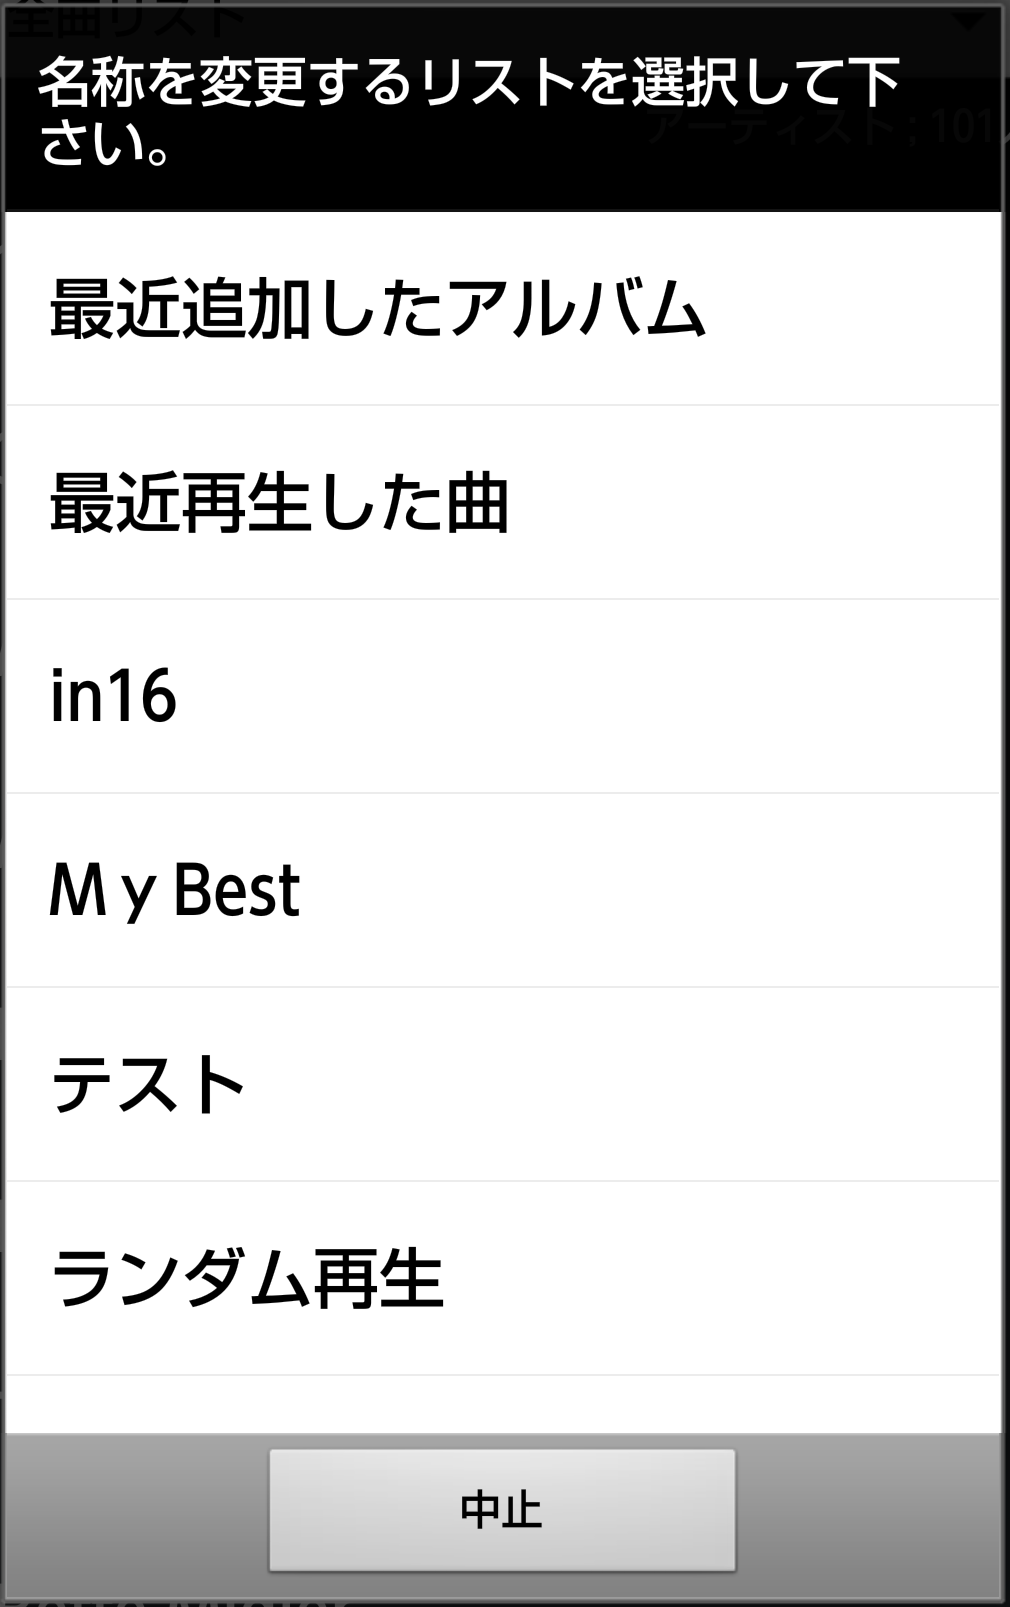 全曲リスト
名称を変更するリストを選択して下
さい。
アーティスト ; 101
最近追加したアルバム
最近再生した曲
in16
Ｍｙ Best
テスト
ランダム再生
中止